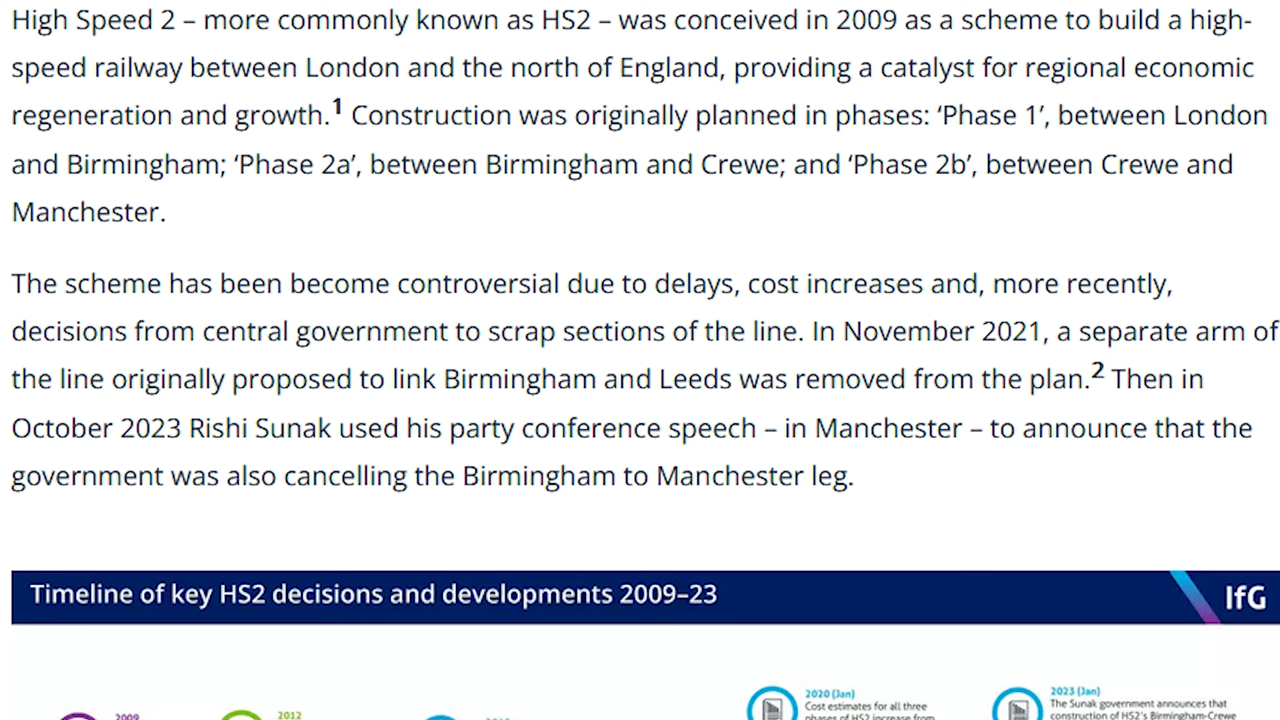 High Speed 2 – more commonly known as HS2 – was conceived in 2009 as a scheme to build a high-
speed railway between London and the north of England, providing a catalyst for regional economic
regeneration and growth.1 Construction was originally planned in phases: ‘Phase 1’, between London
and Birmingham; ‘Phase 2a’, between Birmingham and Crewe; and ‘Phase 2b’, between Crewe and
Manchester.
The scheme has been become controversial due to delays, cost increases and, more recently,
decisions from central government to scrap sections of the line. In November 2021, a separate arm of
the line originally proposed to link Birmingham and Leeds was removed from the plan.2 Then in
October 2023 Rishi Sunak used his party conference speech – in Manchester – to announce that the
government was also cancelling the Birmingham to Manchester leg.
Timeline of key HS2 decisions and developments 2009–23
IfG
2009
2012
2020 (Jan)
Cost estimates for all three
phases of HS2 increase from
2023 (Jan)
The Sunak government announces that
construction of HS2's Birmingham-Crewe